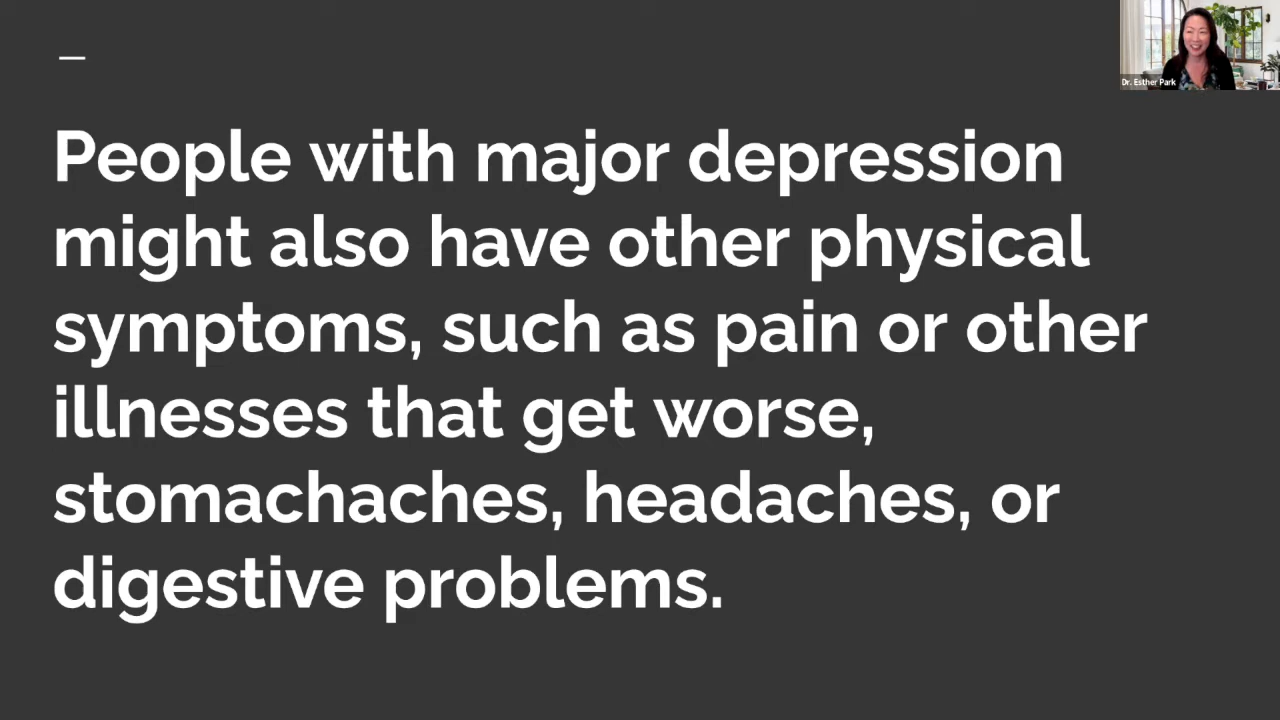 Dr. Esther Park
People with major depression
might also have other physical
symptoms, such as pain or other
illnesses that get worse,
stomachaches, headaches, or
digestive problems.